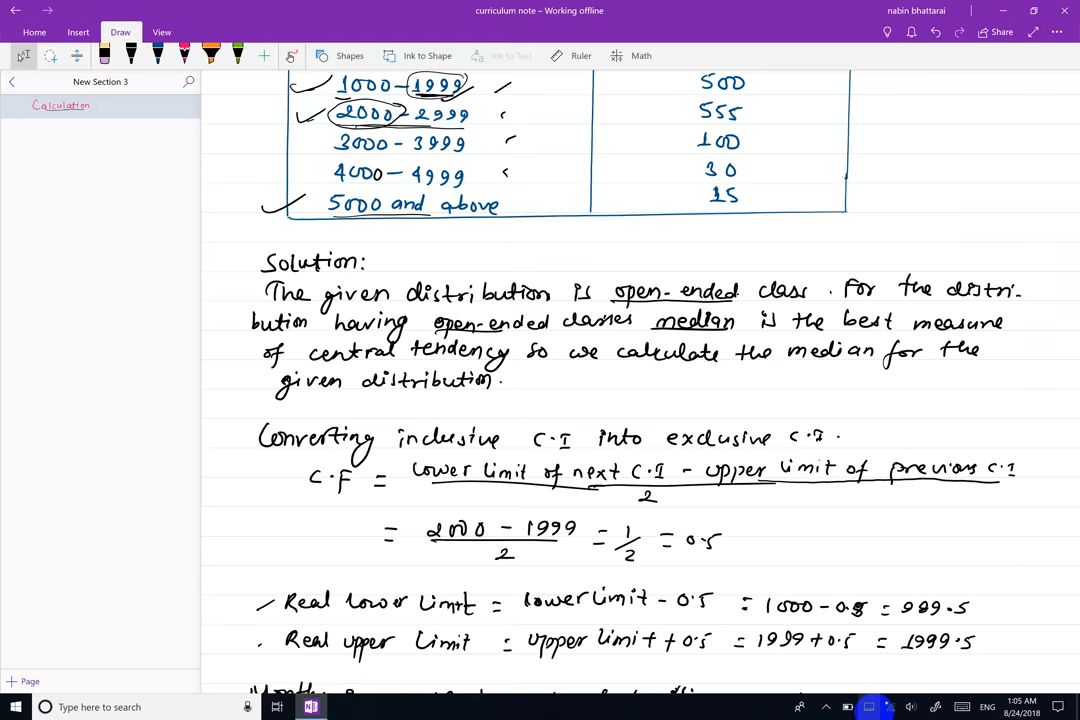 curriculum note – Working offline
nabin bhattarai
Home Insert Draw View
Share
Shapes Ink to Shape Ink to Text Ruler Math
New Section 3
Calculation
1000 – 1999 500
2000 – 2999 555
3000 – 3999 100
4000 – 4999 30
5000 and above 15
Solution:
The given distribution is open-ended class. For the distri-
bution having open-ended classes median is the best measure
of central tendency so we calculate the median for the
given distribution.
Converting inclusive C.I into exclusive C.I.
C.F = lower limit of next C.I – upper limit of previous C.I
2
= 2000 – 1999 = 1/2 = 0.5
2
Real lower limit = lower limit – 0.5 = 1000 – 0.5 = 999.5
Real upper limit = upper limit + 0.5 = 1999 + 0.5 = 1999.5
+ Page
Type here to search
ENG
1:05 AM
8/24/2018